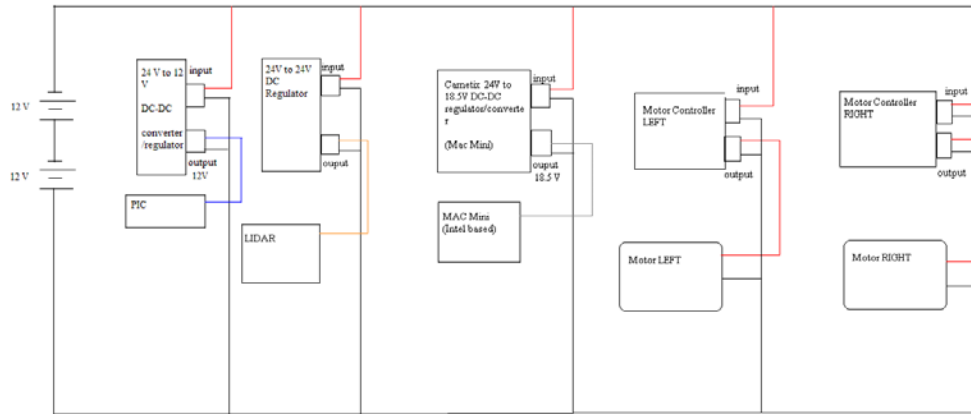 12 V
12 V
24 V to 12
V
DC-DC
converter
/regulator
input
output
12V
PIC
24V to 24V
DC
Regulator
input
ouput
LIDAR
Carnetix 24V to
18.5V DC-DC
regulator/converte
r
(Mac Mini)
input
ouput
18.5 V
MAC Mini
(Intel based)
Motor Controller
LEFT
input
output
Motor LEFT
Motor Controller
RIGHT
input
output
Motor RIGHT